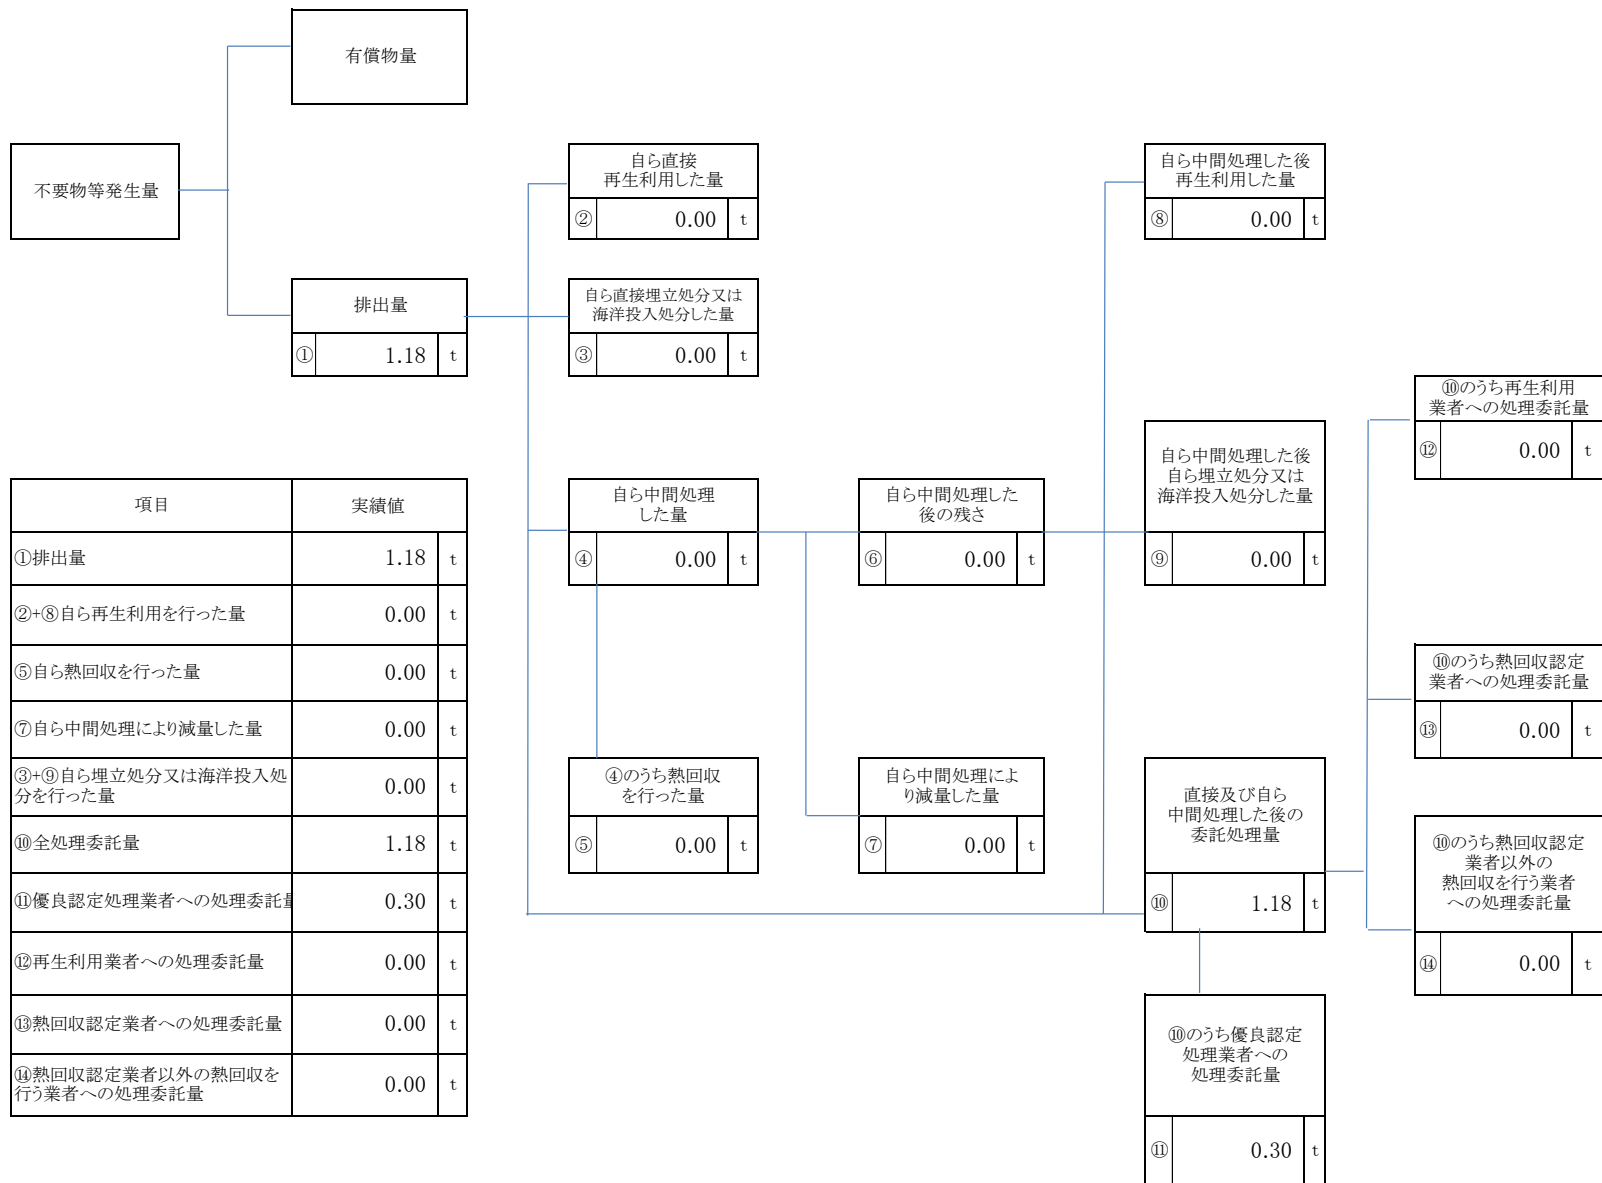 有償物量
不要物等発生量
排出量
① 1.18 t
自ら直接
再生利用した量
② 0.00 t
自ら直接埋立処分又は
海洋投入処分した量
③ 0.00 t
自ら中間処理
した量
④ 0.00 t
④のうち熱回収
を行った量
⑤ 0.00 t
自ら中間処理した
後の残さ
⑥ 0.00 t
自ら中間処理によ
り減量した量
⑦ 0.00 t
自ら中間処理した後
再生利用した量
⑧ 0.00 t
自ら中間処理した後
自ら埋立処分又は
海洋投入処分した量
⑨ 0.00 t
直接及び自ら
中間処理した後の
委託処理量
⑩ 1.18 t
⑩のうち優良認定
処理業者への
処理委託量
⑪ 0.30 t
⑩のうち再生利用
業者への処理委託量
⑫ 0.00 t
⑩のうち熱回収認定
業者への処理委託量
⑬ 0.00 t
⑩のうち熱回収認定
業者以外の
熱回収を行う業者
への処理委託量
⑭ 0.00 t
項目 実績値
①排出量 1.18 t
②+⑧自ら再生利用を行った量 0.00 t
⑤自ら熱回収を行った量 0.00 t
⑦自ら中間処理により減量した量 0.00 t
③+⑨自ら埋立処分又は海洋投入処
分を行った量 0.00 t
⑩全処理委託量 1.18 t
⑪優良認定処理業者への処理委託量 0.30 t
⑫再生利用業者への処理委託量 0.00 t
⑬熱回収認定業者への処理委託量 0.00 t
⑭熱回収認定業者以外の熱回収を
行う業者への処理委託量 0.00 t